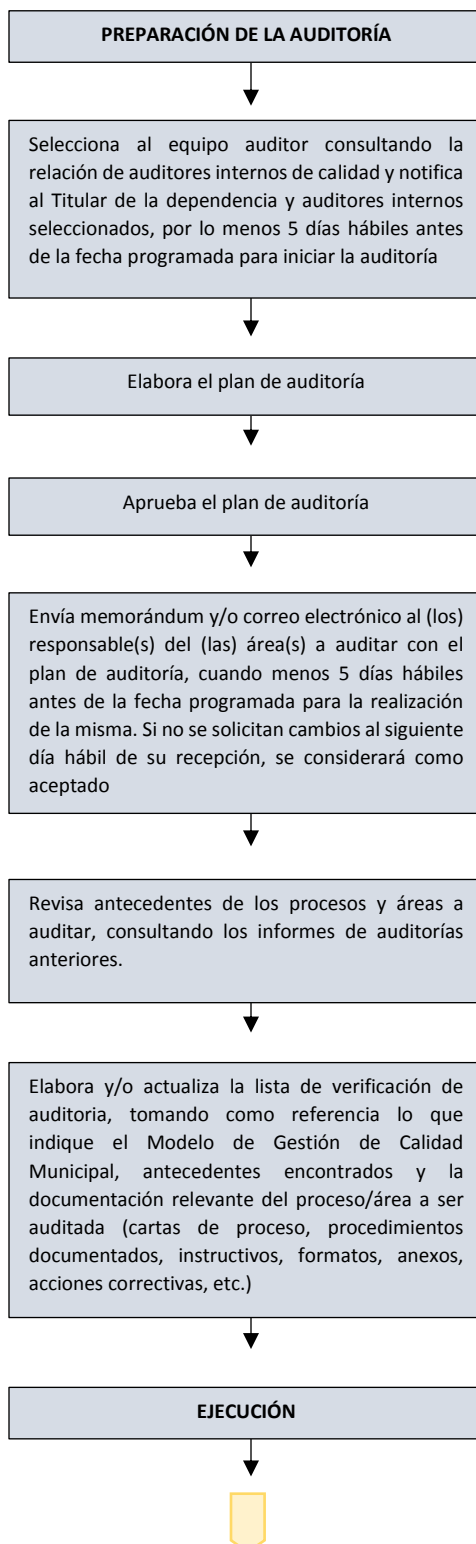 PREPARACIÓN DE LA AUDITORÍA
Selecciona al equipo auditor consultando la
relación de auditores internos de calidad y notifica
al Titular de la dependencia y auditores internos
seleccionados, por lo menos 5 días hábiles antes
de la fecha programada para iniciar la auditoría
Elabora el plan de auditoría
Aprueba el plan de auditoría
Envía memorándum y/o correo electrónico al (los)
responsable(s) del (las) área(s) a auditar con el
plan de auditoría, cuando menos 5 días hábiles
antes de la fecha programada para la realización
de la misma. Si no se solicitan cambios al siguiente
día hábil de su recepción, se considerará como
aceptado
Revisa antecedentes de los procesos y áreas a
auditar, consultando los informes de auditorías
anteriores.
Elabora y/o actualiza la lista de verificación de
auditoria, tomando como referencia lo que
indique el Modelo de Gestión de Calidad
Municipal, antecedentes encontrados y la
documentación relevante del proceso/área a ser
auditada (cartas de proceso, procedimientos
documentados, instructivos, formatos, anexos,
acciones correctivas, etc.)
EJECUCIÓN